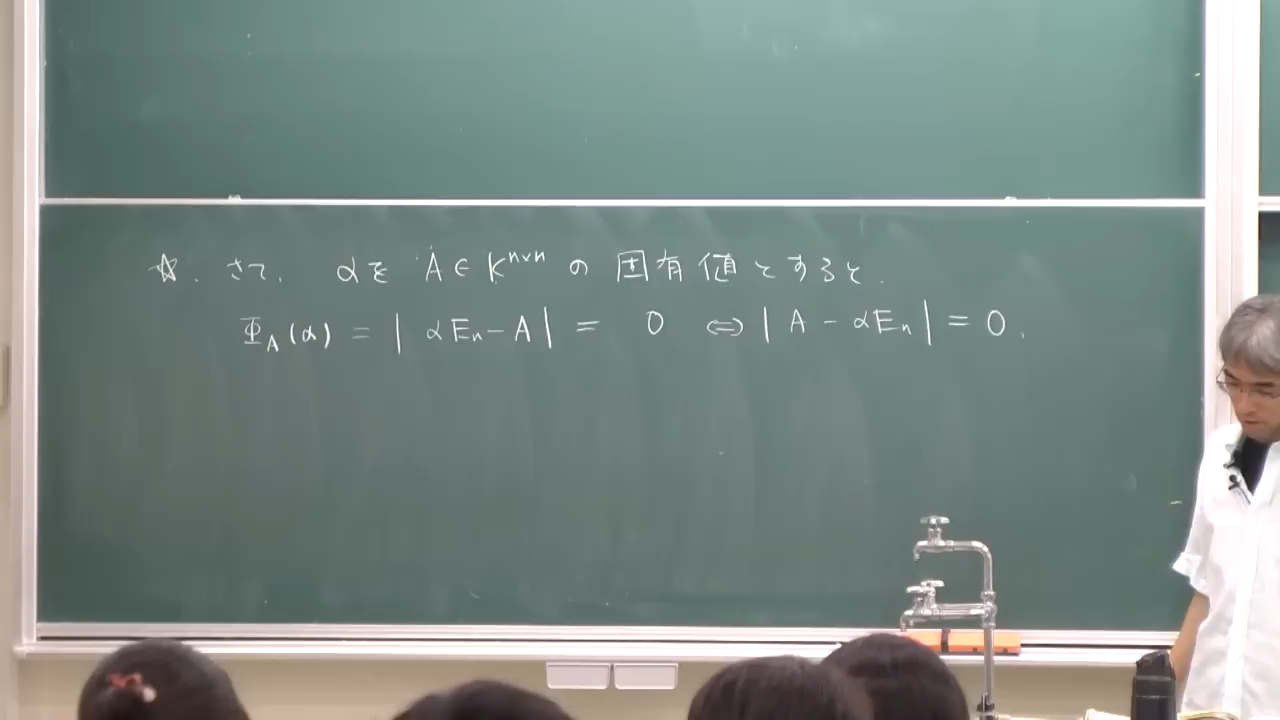 ☆. さて. αを A∈K^{n×n} の 固有値とすると.
Φ_A(α) = | αE_n - A | = 0 ⇔ | A - αE_n | = 0.